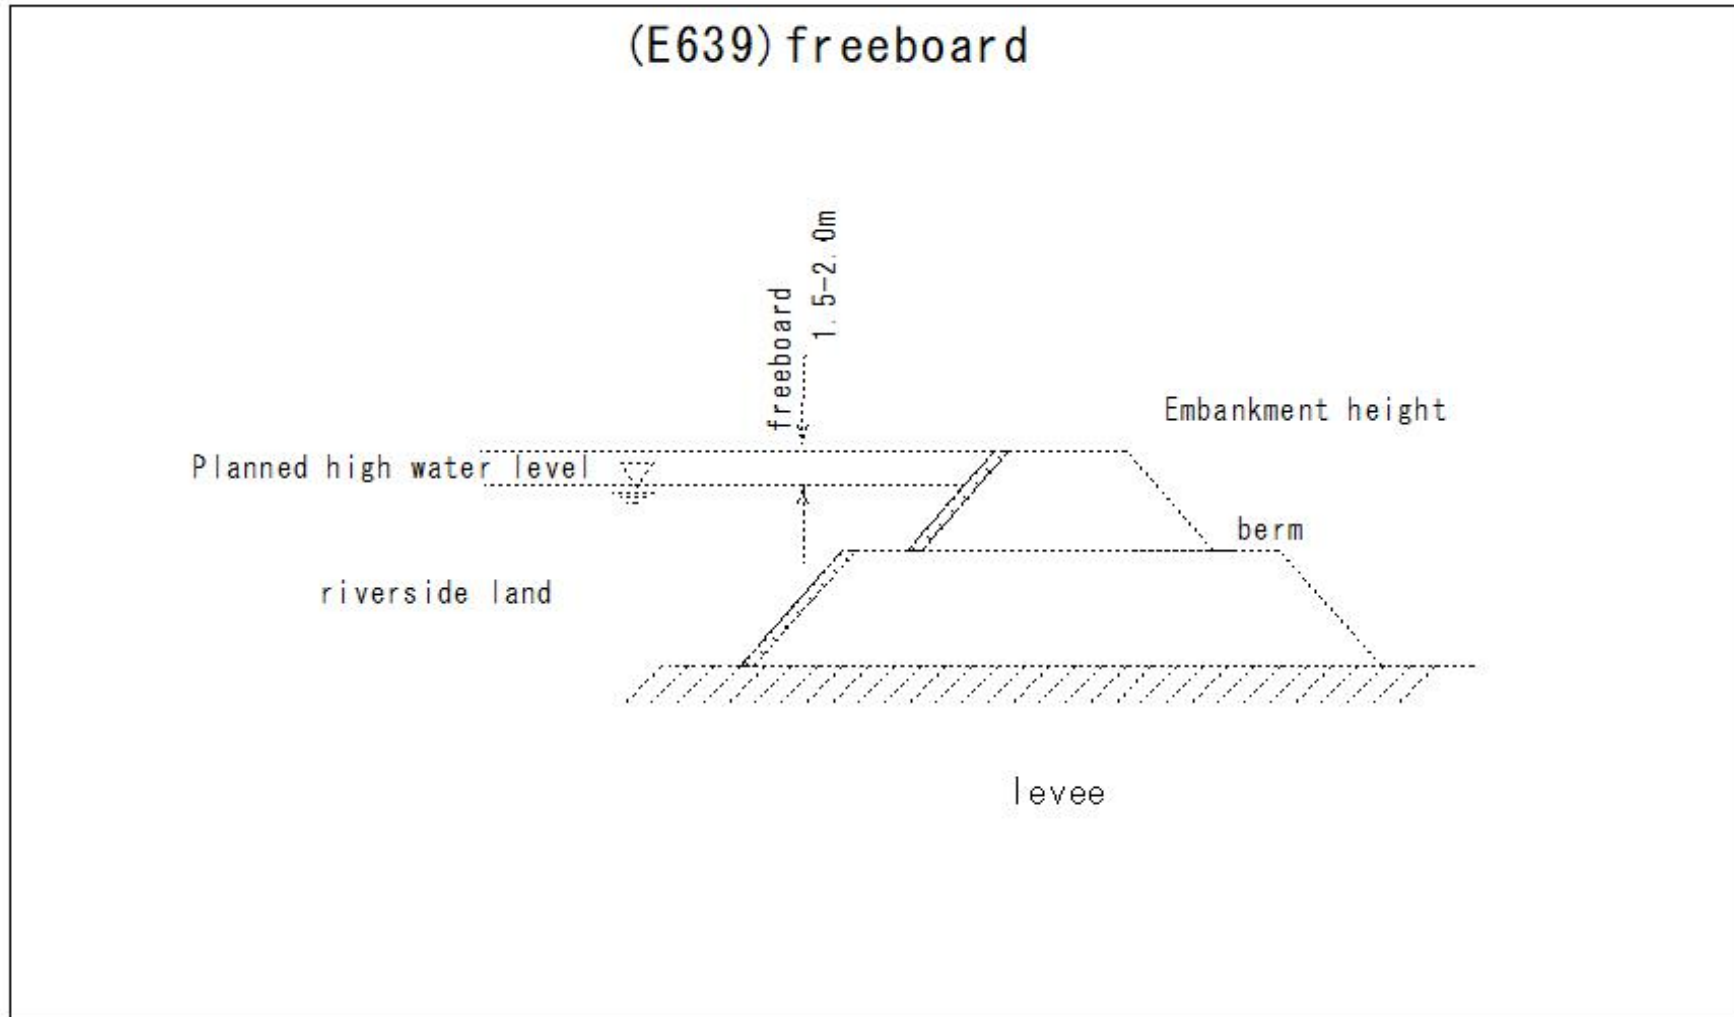 (E639) freeboard
freeboard
1.5-2.0m
Embankment height
Planned high water level
berm
riverside land
levee